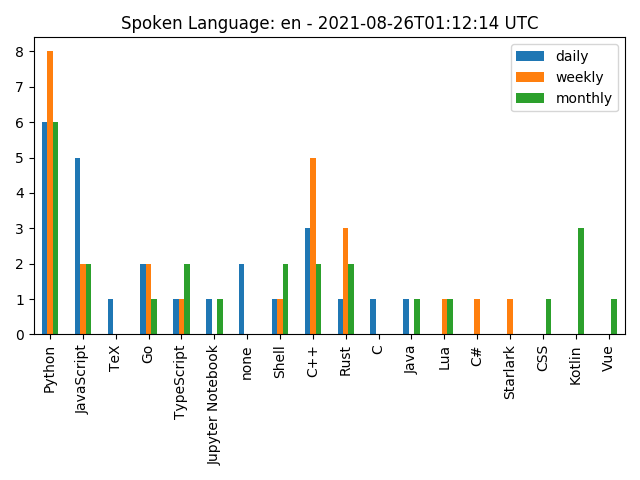 Spoken Language: en - 2021-08-26T01:12:14 UTC
daily
weekly
monthly
8
7
6
5
4
3
2
1
0
Python
JavaScript
TeX
Go
TypeScript
Jupyter Notebook
none
Shell
C++
Rust
C
Java
Lua
C#
Starlark
CSS
Kotlin
Vue